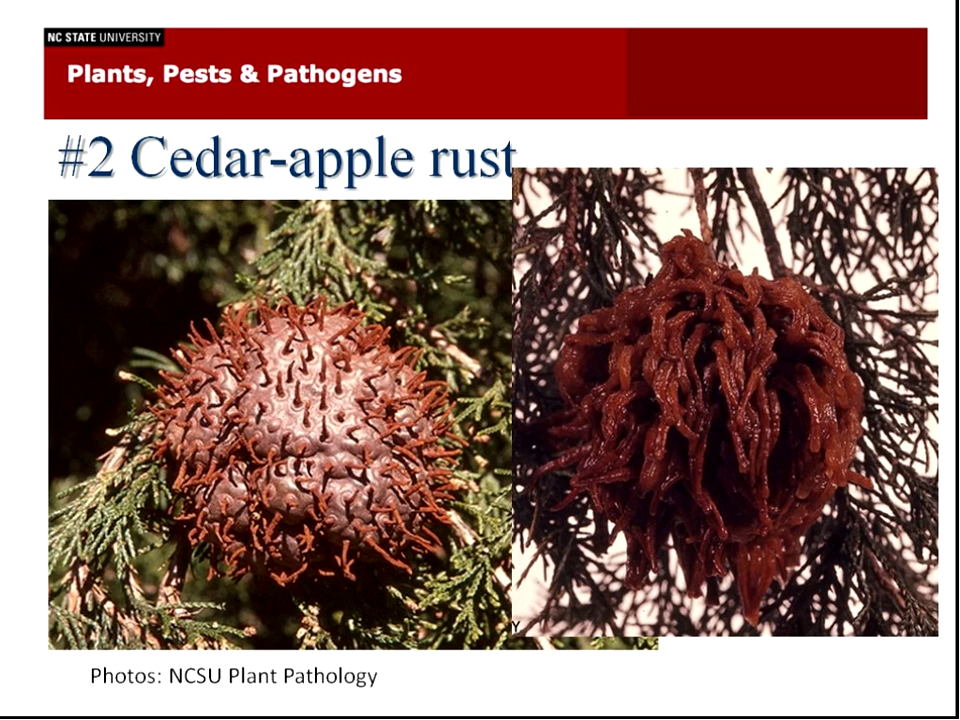 NC STATE UNIVERSITY
Plants, Pests & Pathogens
#2 Cedar-apple rust
Y
Photos: NCSU Plant Pathology